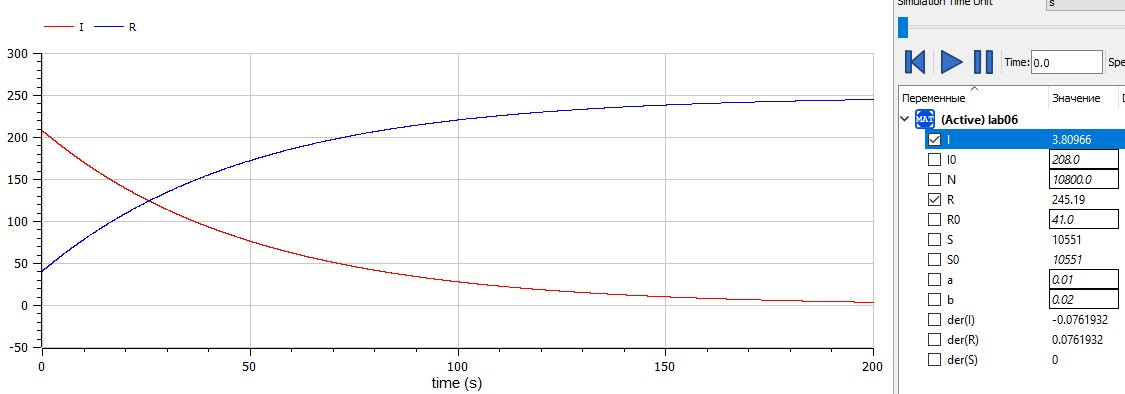 Simulation Time Unit s
I R
300
250
200
150
100
50
0
-50
0 50 100 150 200
time (s)
Time: 0.0 Spe
Переменные Значение
(Active) lab06
I 3.80966
I0 208.0
N 10800.0
R 245.19
R0 41.0
S 10551
S0 10551
a 0.01
b 0.02
der(I) -0.0761932
der(R) 0.0761932
der(S) 0